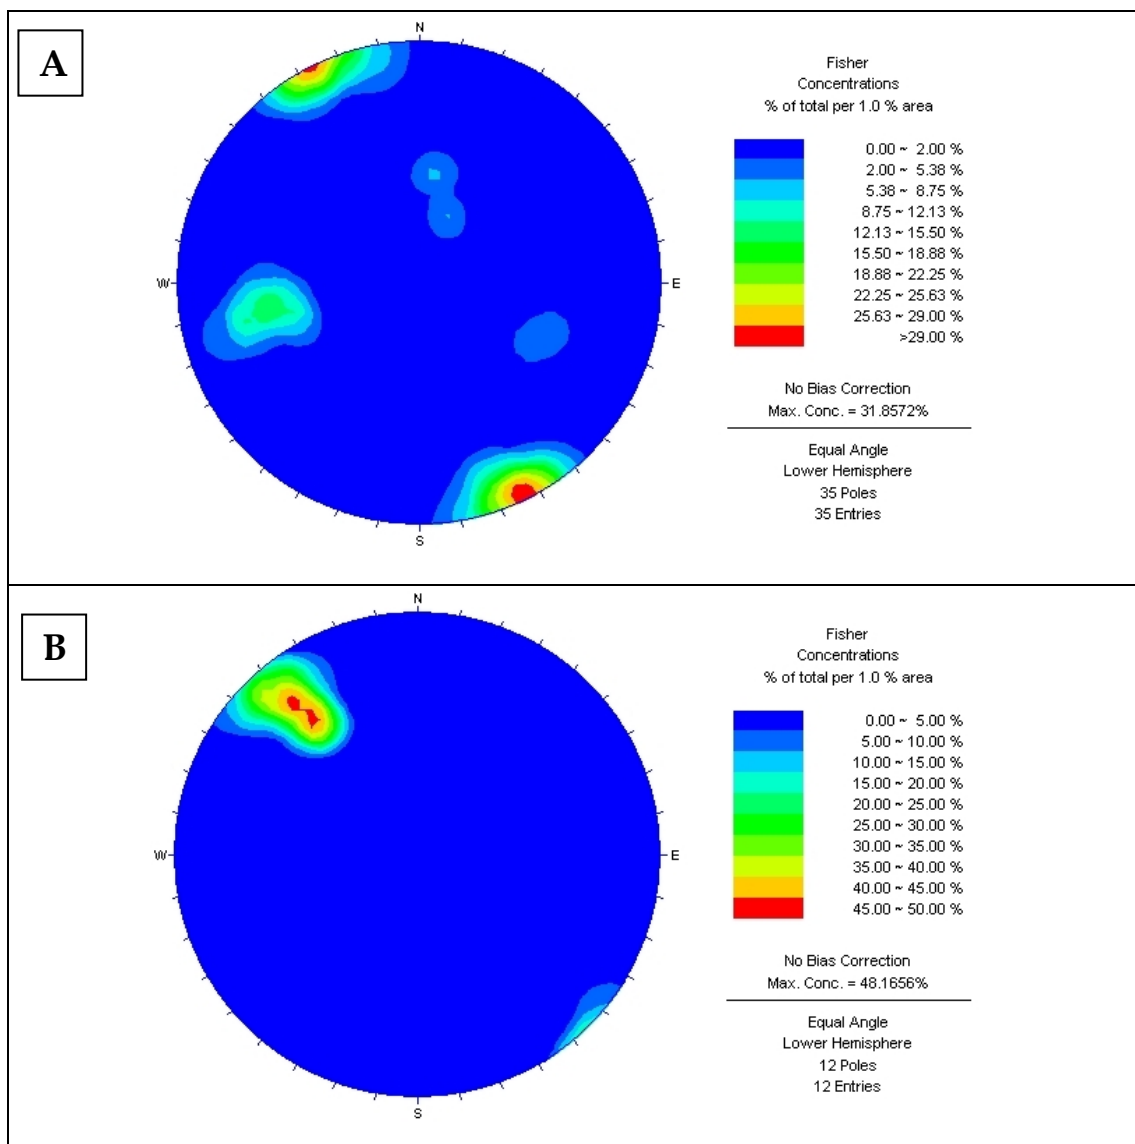 A
N
W
E
S
Fisher
Concentrations
% of total per 1.0 % area
0.00 ~ 2.00 %
2.00 ~ 5.38 %
5.38 ~ 8.75 %
8.75 ~ 12.13 %
12.13 ~ 15.50 %
15.50 ~ 18.88 %
18.88 ~ 22.25 %
22.25 ~ 25.63 %
25.63 ~ 29.00 %
>29.00 %
No Bias Correction
Max. Conc. = 31.8572%
Equal Angle
Lower Hemisphere
35 Poles
35 Entries
B
N
W
E
S
Fisher
Concentrations
% of total per 1.0 % area
0.00 ~ 5.00 %
5.00 ~ 10.00 %
10.00 ~ 15.00 %
15.00 ~ 20.00 %
20.00 ~ 25.00 %
25.00 ~ 30.00 %
30.00 ~ 35.00 %
35.00 ~ 40.00 %
40.00 ~ 45.00 %
45.00 ~ 50.00 %
No Bias Correction
Max. Conc. = 48.1656%
Equal Angle
Lower Hemisphere
12 Poles
12 Entries